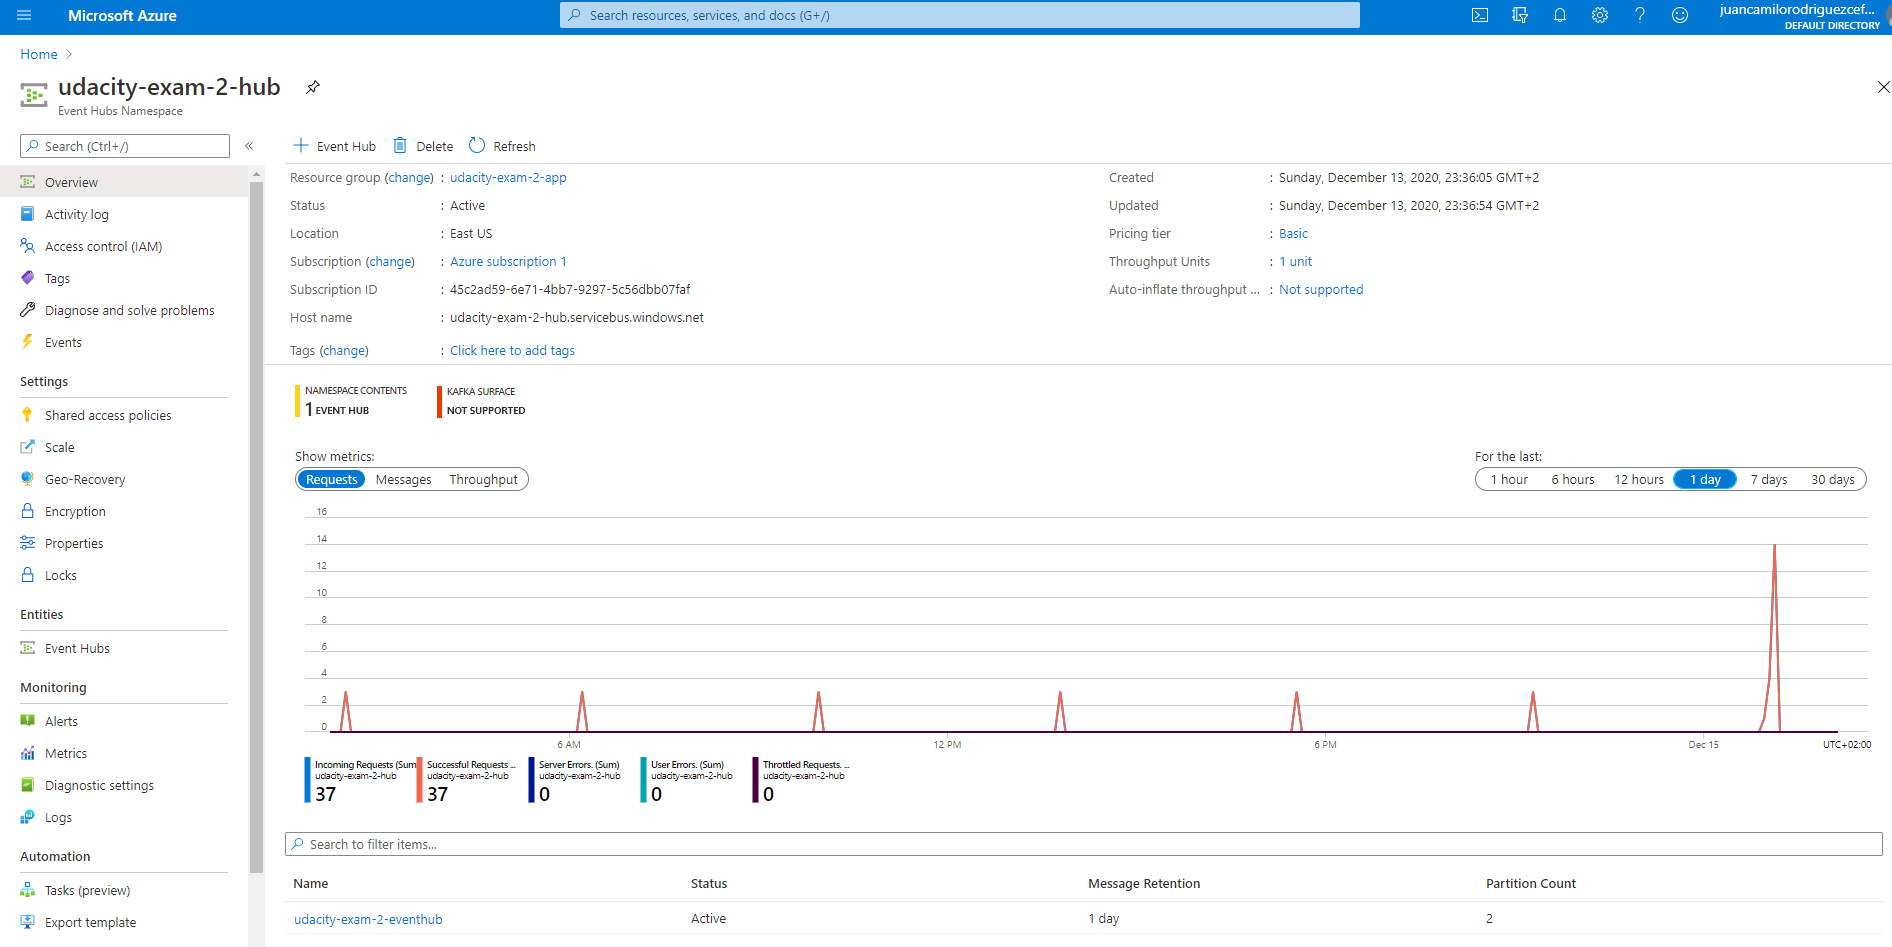 Microsoft Azure
Search resources, services, and docs (G+/)
juancamilorodriguezcef...
DEFAULT DIRECTORY
Home
udacity-exam-2-hub
Event Hubs Namespace
Search (Ctrl+/)
«
Event Hub
Delete
Refresh
Overview
Activity log
Access control (IAM)
Tags
Diagnose and solve problems
Events
Settings
Shared access policies
Scale
Geo-Recovery
Encryption
Properties
Locks
Entities
Event Hubs
Monitoring
Alerts
Metrics
Diagnostic settings
Logs
Automation
Tasks (preview)
Export template
Resource group (change) : udacity-exam-2-app
Status : Active
Location : East US
Subscription (change) : Azure subscription 1
Subscription ID : 45c2ad59-6e71-4bb7-9297-5c56dbb07faf
Host name : udacity-exam-2-hub.servicebus.windows.net
Tags (change) : Click here to add tags
Created : Sunday, December 13, 2020, 23:36:05 GMT+2
Updated : Sunday, December 13, 2020, 23:36:54 GMT+2
Pricing tier : Basic
Throughput Units : 1 unit
Auto-inflate throughput ... : Not supported
NAMESPACE CONTENTS
1 EVENT HUB
KAFKA SURFACE
NOT SUPPORTED
Show metrics:
Requests Messages Throughput
For the last:
1 hour 6 hours 12 hours 1 day 7 days 30 days
16
14
12
10
8
6
4
2
0
6 AM 12 PM 6 PM Dec 15 UTC+02:00
Incoming Requests (Sum
udacity-exam-2-hub
37
Successful Requests ...
udacity-exam-2-hub
37
Server Errors. (Sum)
udacity-exam-2-hub
0
User Errors. (Sum)
udacity-exam-2-hub
0
Throttled Requests. ...
udacity-exam-2-hub
0
Search to filter items...
Name Status Message Retention Partition Count
udacity-exam-2-eventhub Active 1 day 2